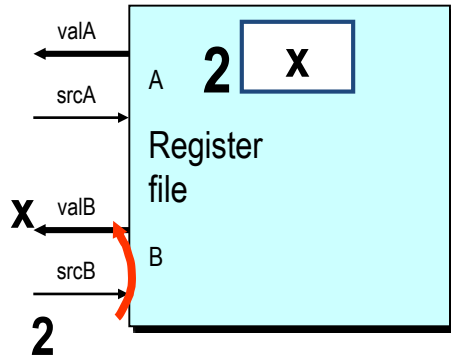 valA
A
2
x
srcA
Register
file
x
valB
B
srcB
2